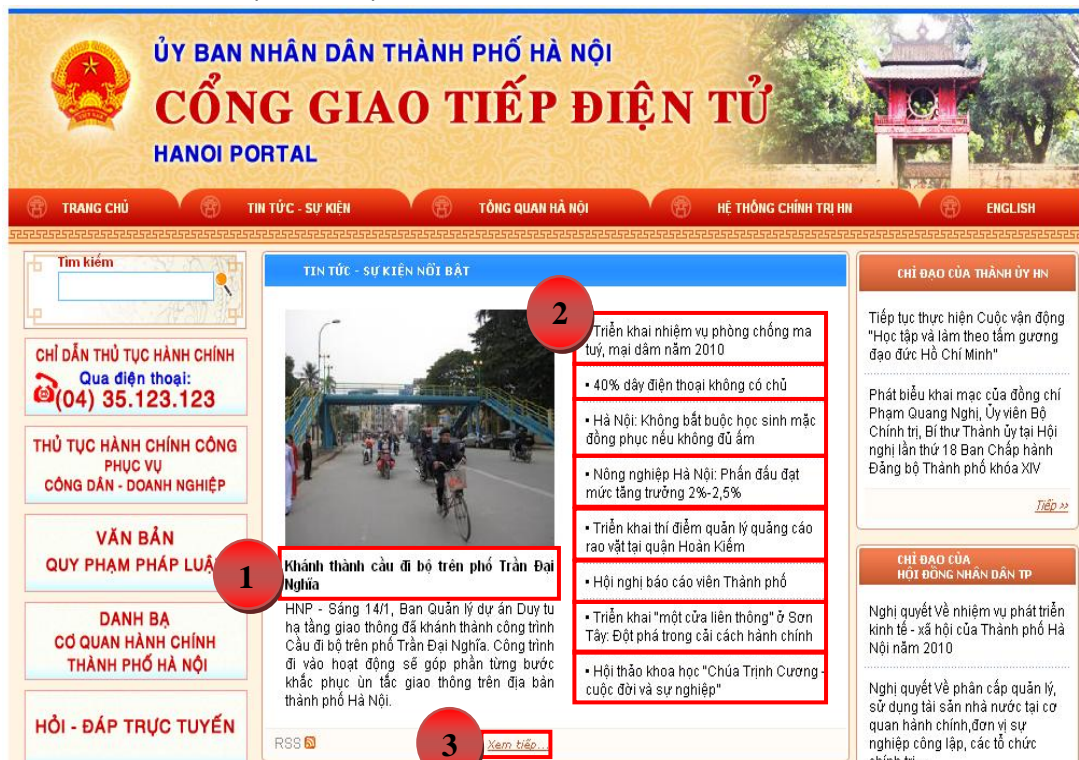 ỦY BAN NHÂN DÂN THÀNH PHỐ HÀ NỘI
CỔNG GIAO TIẾP ĐIỆN TỬ
HANOI PORTAL
TRANG CHỦ
TIN TỨC - SỰ KIỆN
TỔNG QUAN HÀ NỘI
HỆ THỐNG CHÍNH TRỊ HN
ENGLISH
Tìm kiếm
CHỈ DẪN THỦ TỤC HÀNH CHÍNH
Qua điện thoại:
(04) 35.123.123
THỦ TỤC HÀNH CHÍNH CÔNG
PHỤC VỤ
CÔNG DÂN - DOANH NGHIỆP
VĂN BẢN
QUY PHẠM PHÁP LUẬ
DANH BẠ
CƠ QUAN HÀNH CHÍNH
THÀNH PHỐ HÀ NỘI
HỎI - ĐÁP TRỰC TUYẾN
TIN TỨC - SỰ KIỆN NỔI BẬT
1
Khánh thành cầu đi bộ trên phố Trần Đại
Nghĩa
HNP - Sáng 14/1, Ban Quản lý dự án Duy tu
hạ tầng giao thông đã khánh thành công trình
Cầu đi bộ trên phố Trần Đại Nghĩa. Công trình
đi vào hoạt động sẽ góp phần từng bước
khắc phục ùn tắc giao thông trên địa bàn
thành phố Hà Nội.
RSS
3
Xem tiếp...
2
Triển khai nhiệm vụ phòng chống ma
tuý, mại dâm năm 2010
▪ 40% dây điện thoại không có chủ
▪ Hà Nội: Không bắt buộc học sinh mặc
đồng phục nếu không đủ ấm
▪ Nông nghiệp Hà Nội: Phấn đấu đạt
mức tăng trưởng 2%-2,5%
▪ Triển khai thí điểm quản lý quảng cáo
rao vặt tại quận Hoàn Kiếm
▪ Hội nghị báo cáo viên Thành phố
▪ Triển khai "một cửa liên thông" ở Sơn
Tây: Đột phá trong cải cách hành chính
▪ Hội thảo khoa học "Chúa Trịnh Cương -
cuộc đời và sự nghiệp"
CHỈ ĐẠO CỦA THÀNH ỦY HN
Tiếp tục thực hiện Cuộc vận động
"Học tập và làm theo tấm gương
đạo đức Hồ Chí Minh"
Phát biểu khai mạc của đồng chí
Phạm Quang Nghị, Ủy viên Bộ
Chính trị, Bí thư Thành ủy tại Hội
nghị lần thứ 18 Ban Chấp hành
Đảng bộ Thành phố khóa XIV
Tiếp >>
CHỈ ĐẠO CỦA
HỘI ĐỒNG NHÂN DÂN TP
Nghị quyết Về nhiệm vụ phát triển
kinh tế - xã hội của Thành phố Hà
Nội năm 2010
Nghị quyết Về phân cấp quản lý,
sử dụng tài sản nhà nước tại cơ
quan hành chính,đơn vị sự
nghiệp công lập, các tổ chức